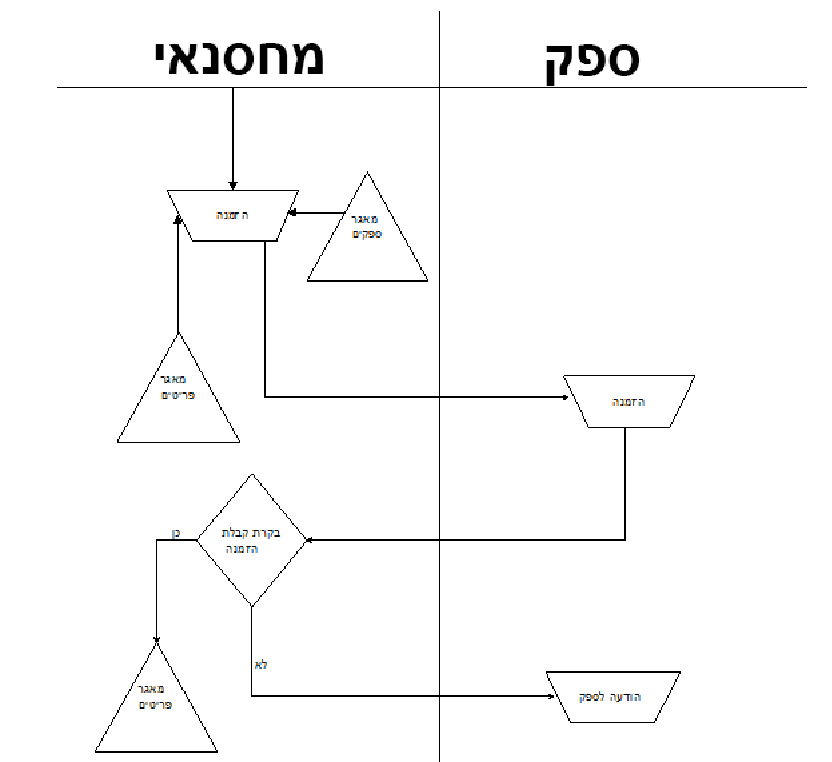 ספק
מחסנאי
הזמנה
מאגר
ספקים
מאגר
פריטים
הזמנה
בקרת קבלת
הזמנה
כן
לא
מאגר
פריטים
הודעה לספק